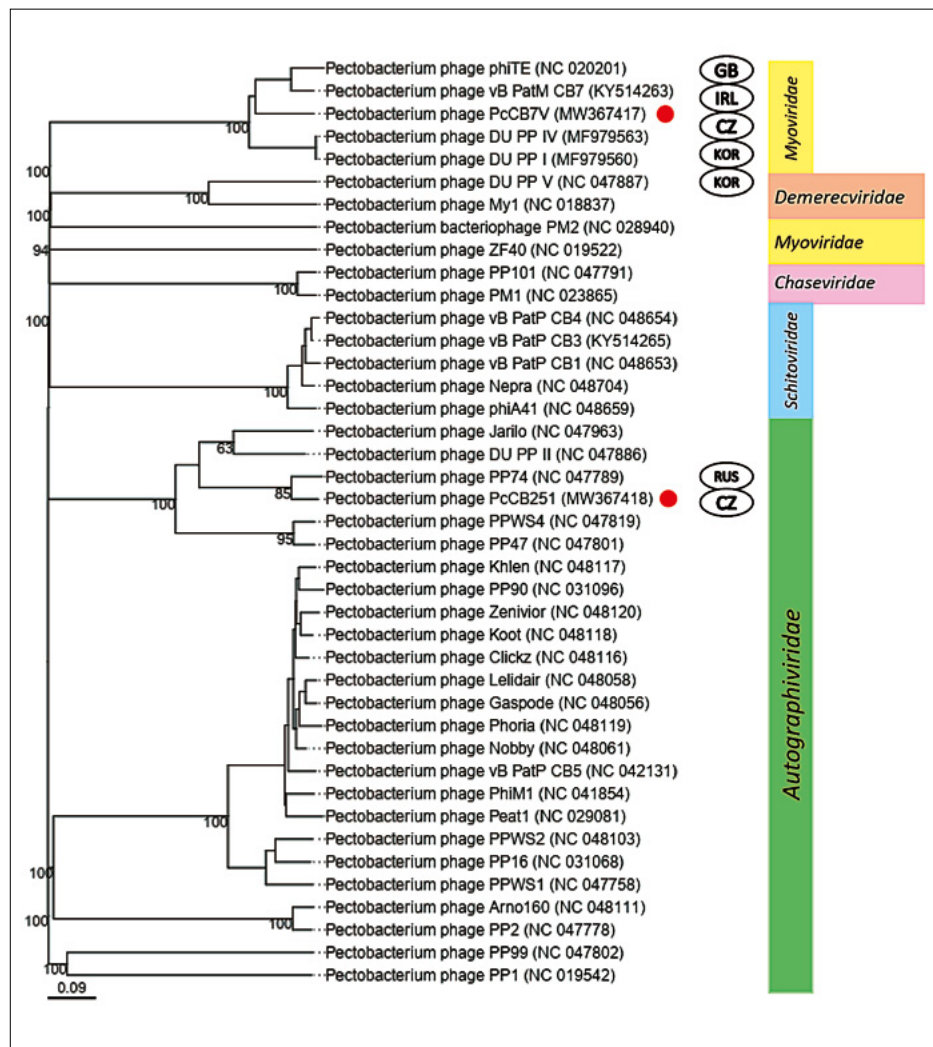 Pectobacterium phage phiTE (NC 020201) GB
Pectobacterium phage vB PatM CB7 (KY514263) IRL
Pectobacterium phage PcCB7V (MW367417) CZ
Pectobacterium phage DU PP IV (MF979563) KOR
Pectobacterium phage DU PP I (MF979560) KOR
Myoviridae
100
100
Pectobacterium phage DU PP V (NC 047887)
Pectobacterium phage My1 (NC 018837)
Demerecviridae
100
100
Pectobacterium bacteriophage PM2 (NC 028940)
Pectobacterium phage ZF40 (NC 019522)
Myoviridae
94
Pectobacterium phage PP101 (NC 047791)
Pectobacterium phage PM1 (NC 023865)
Chaseviridae
100
100
Pectobacterium phage vB PatP CB4 (NC 048654)
Pectobacterium phage vB PatP CB3 (KY514265)
Pectobacterium phage vB PatP CB1 (NC 048653)
Pectobacterium phage Nepra (NC 048704)
Pectobacterium phage phiA41 (NC 048659)
Schitoviridae
100
Pectobacterium phage Jarilo (NC 047963)
Pectobacterium phage DU PP II (NC 047886)
63
Pectobacterium phage PP74 (NC 047789) RUS
Pectobacterium phage PcCB251 (MW367418) CZ
85
100
Pectobacterium phage PPWS4 (NC 047819)
Pectobacterium phage PP47 (NC 047801)
95
Pectobacterium phage Khlen (NC 048117)
Pectobacterium phage PP90 (NC 031096)
Pectobacterium phage Zenivior (NC 048120)
Pectobacterium phage Koot (NC 048118)
Pectobacterium phage Clickz (NC 048116)
Pectobacterium phage Lelidair (NC 048058)
Pectobacterium phage Gaspode (NC 048056)
Pectobacterium phage Phoria (NC 048119)
Pectobacterium phage Nobby (NC 048061)
Pectobacterium phage vB PatP CB5 (NC 042131)
Pectobacterium phage PhiM1 (NC 041854)
Pectobacterium phage Peat1 (NC 029081)
Autographiviridae
100
Pectobacterium phage PPWS2 (NC 048103)
Pectobacterium phage PP16 (NC 031068)
Pectobacterium phage PPWS1 (NC 047758)
100
Pectobacterium phage Arno160 (NC 048111)
Pectobacterium phage PP2 (NC 047778)
100
100
Pectobacterium phage PP99 (NC 047802)
Pectobacterium phage PP1 (NC 019542)
100
0.09